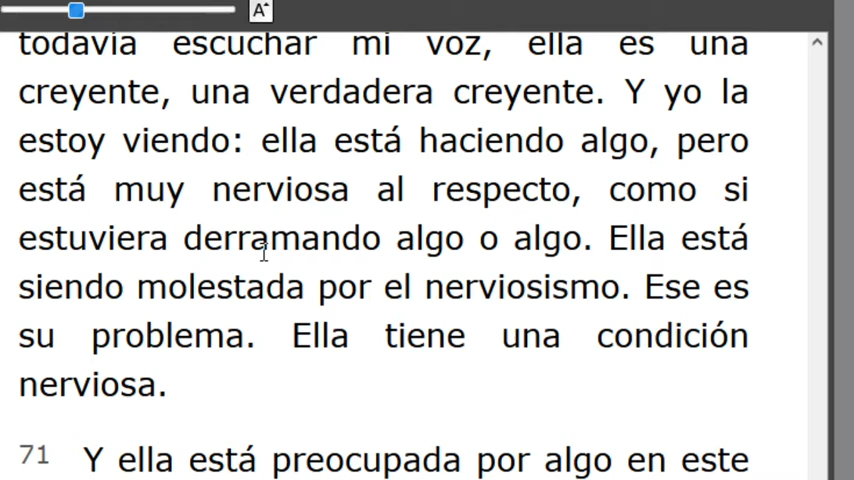 A
todavía escuchar mi voz, ella es una
creyente, una verdadera creyente. Y yo la
estoy viendo: ella está haciendo algo, pero
está muy nerviosa al respecto, como si
estuviera derramando algo o algo. Ella está
siendo molestada por el nerviosismo. Ese es
su problema. Ella tiene una condición
nerviosa.
71 Y ella está preocupada por algo en este